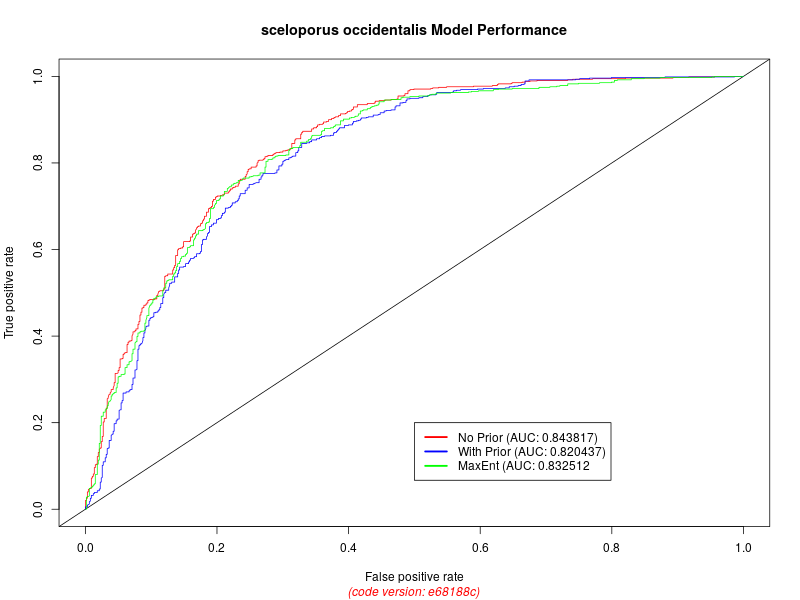 sceloporus occidentalis Model Performance
True positive rate
1.0
0.8
0.6
0.4
0.2
0.0
No Prior (AUC: 0.843817)
With Prior (AUC: 0.820437)
MaxEnt (AUC: 0.832512
0.0 0.2 0.4 0.6 0.8 1.0
False positive rate
(code version: e68188c)